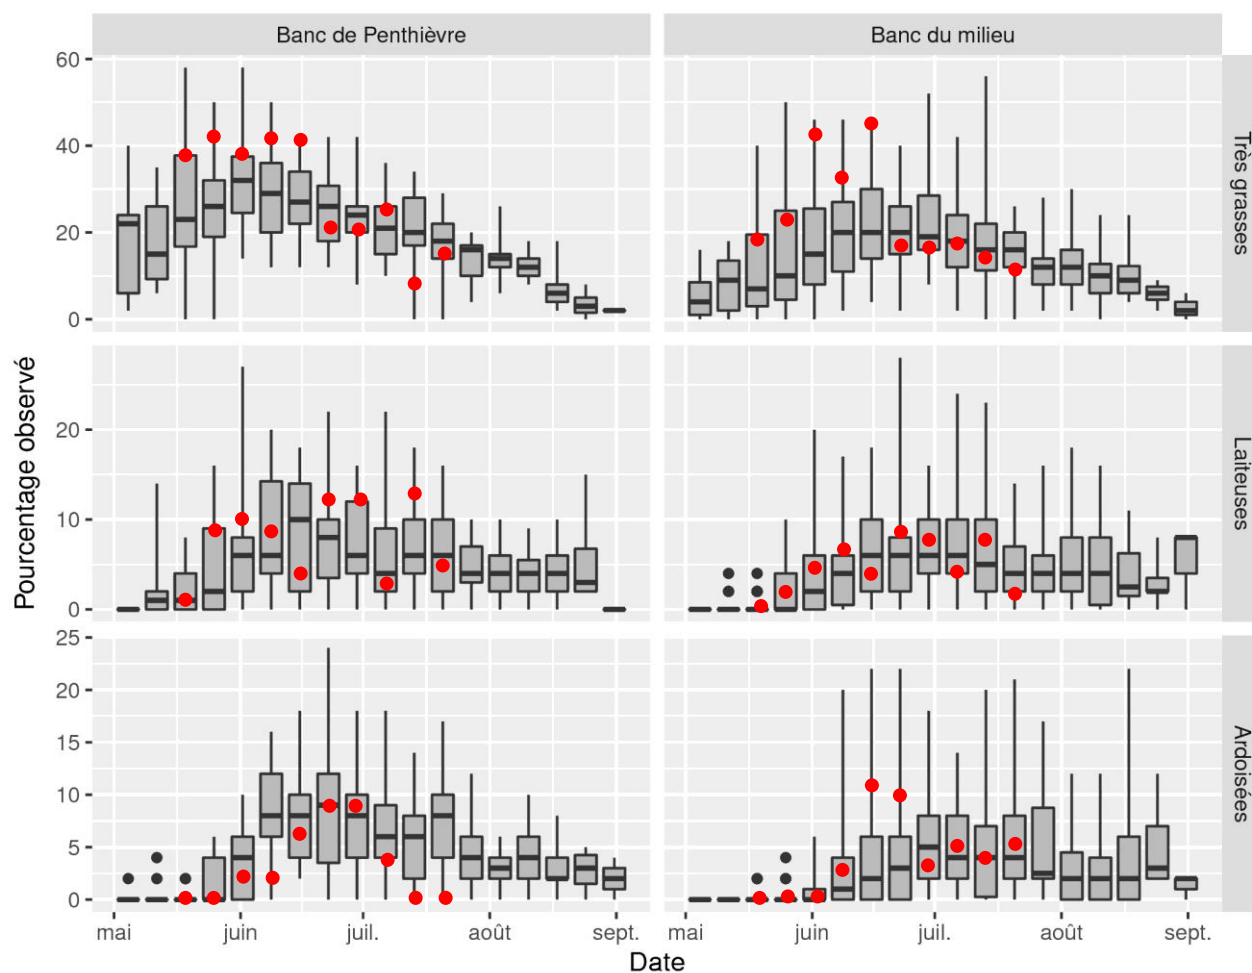 Banc de Penthièvre
Banc du milieu
60
40
20
0
Très grasses
20
10
0
Laiteuses
25
20
15
10
5
0
Ardoisées
Pourcentage observé
mai
juin
juil.
août
sept.
mai
juin
juil.
août
sept.
Date